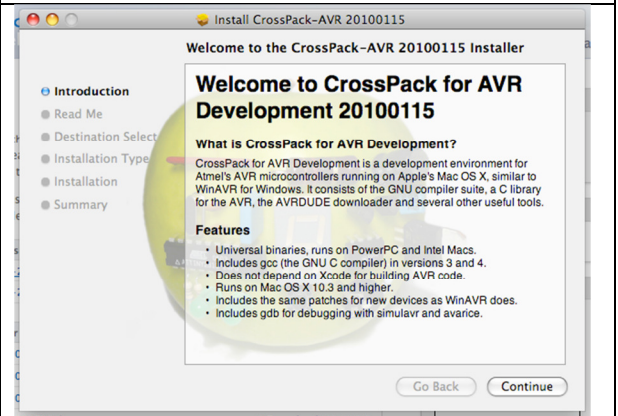 Install CrossPack-AVR 20100115
Welcome to the CrossPack-AVR 20100115 Installer
Introduction
Read Me
Destination Select
Installation Type
Installation
Summary
Welcome to CrossPack for AVR
Development 20100115
What is CrossPack for AVR Development?
CrossPack for AVR Development is a development environment for
Atmel's AVR microcontrollers running on Apple's Mac OS X, similar to
WinAVR for Windows. It consists of the GNU compiler suite, a C library
for the AVR, the AVRDUDE downloader and several other useful tools.
Features
• Universal binaries, runs on PowerPC and Intel Macs.
• Includes gcc (the GNU C compiler) in versions 3 and 4.
• Does not depend on Xcode for building AVR code.
• Runs on Mac OS X 10.3 and higher.
• Includes the same patches for new devices as WinAVR does.
• Includes gdb for debugging with simulavr and avarice.
Go Back
Continue